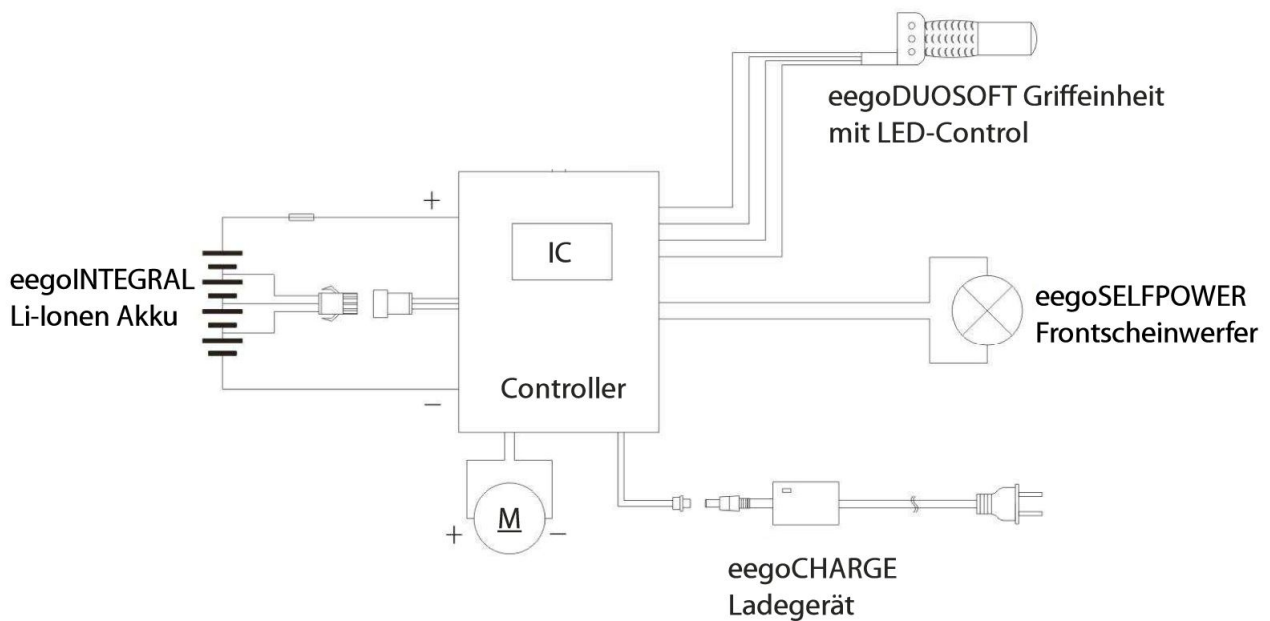 eegoDUOSOFT Griffeinheit
mit LED-Control
+
IC
eegoINTEGRAL
Li-Ionen Akku
eegoSELFPOWER
Frontscheinwerfer
Controller
–
M
+
–
eegoCHARGE
Ladegerät